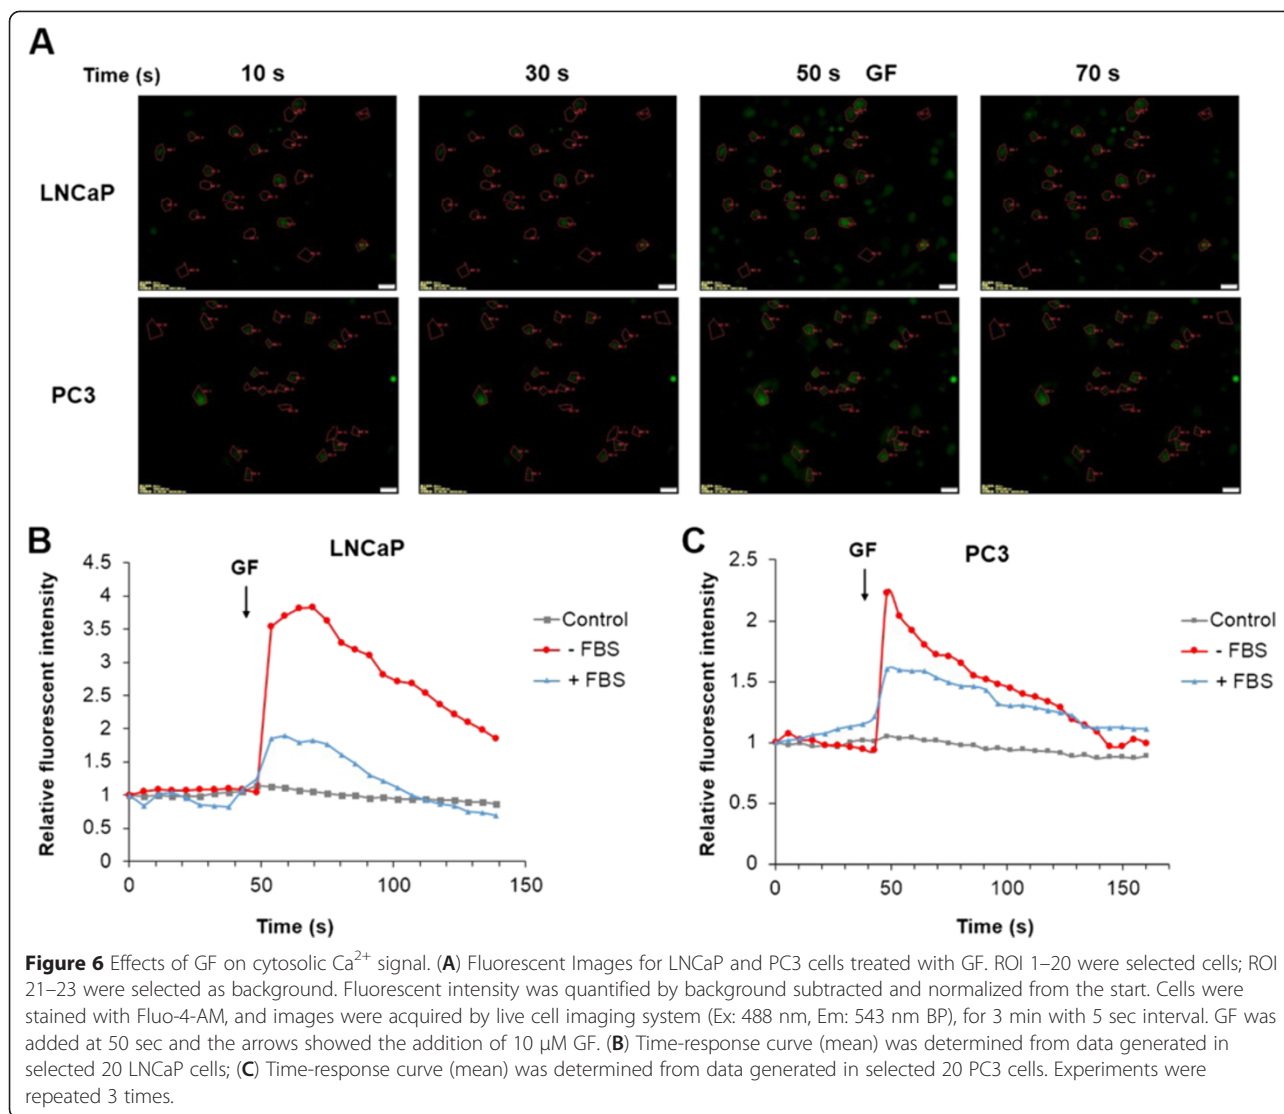 A
Time (s) 10 s 30 s 50 s GF 70 s
LNCaP
PC3
B
LNCaP
GF
Relative fluorescent intensity
4.5
4
3.5
3
2.5
2
1.5
1
0.5
0
0 50 100 150
Time (s)
Control
- FBS
+ FBS
C
PC3
GF
Relative fluorescent intensity
2.5
2
1.5
1
0.5
0
0 50 100 150
Time (s)
Control
- FBS
+ FBS
Figure 6 Effects of GF on cytosolic Ca²⁺ signal. (A) Fluorescent Images for LNCaP and PC3 cells treated with GF. ROI 1–20 were selected cells; ROI
21–23 were selected as background. Fluorescent intensity was quantified by background subtracted and normalized from the start. Cells were
stained with Fluo-4-AM, and images were acquired by live cell imaging system (Ex: 488 nm, Em: 543 nm BP), for 3 min with 5 sec interval. GF was
added at 50 sec and the arrows showed the addition of 10 μM GF. (B) Time-response curve (mean) was determined from data generated in
selected 20 LNCaP cells; (C) Time-response curve (mean) was determined from data generated in selected 20 PC3 cells. Experiments were
repeated 3 times.